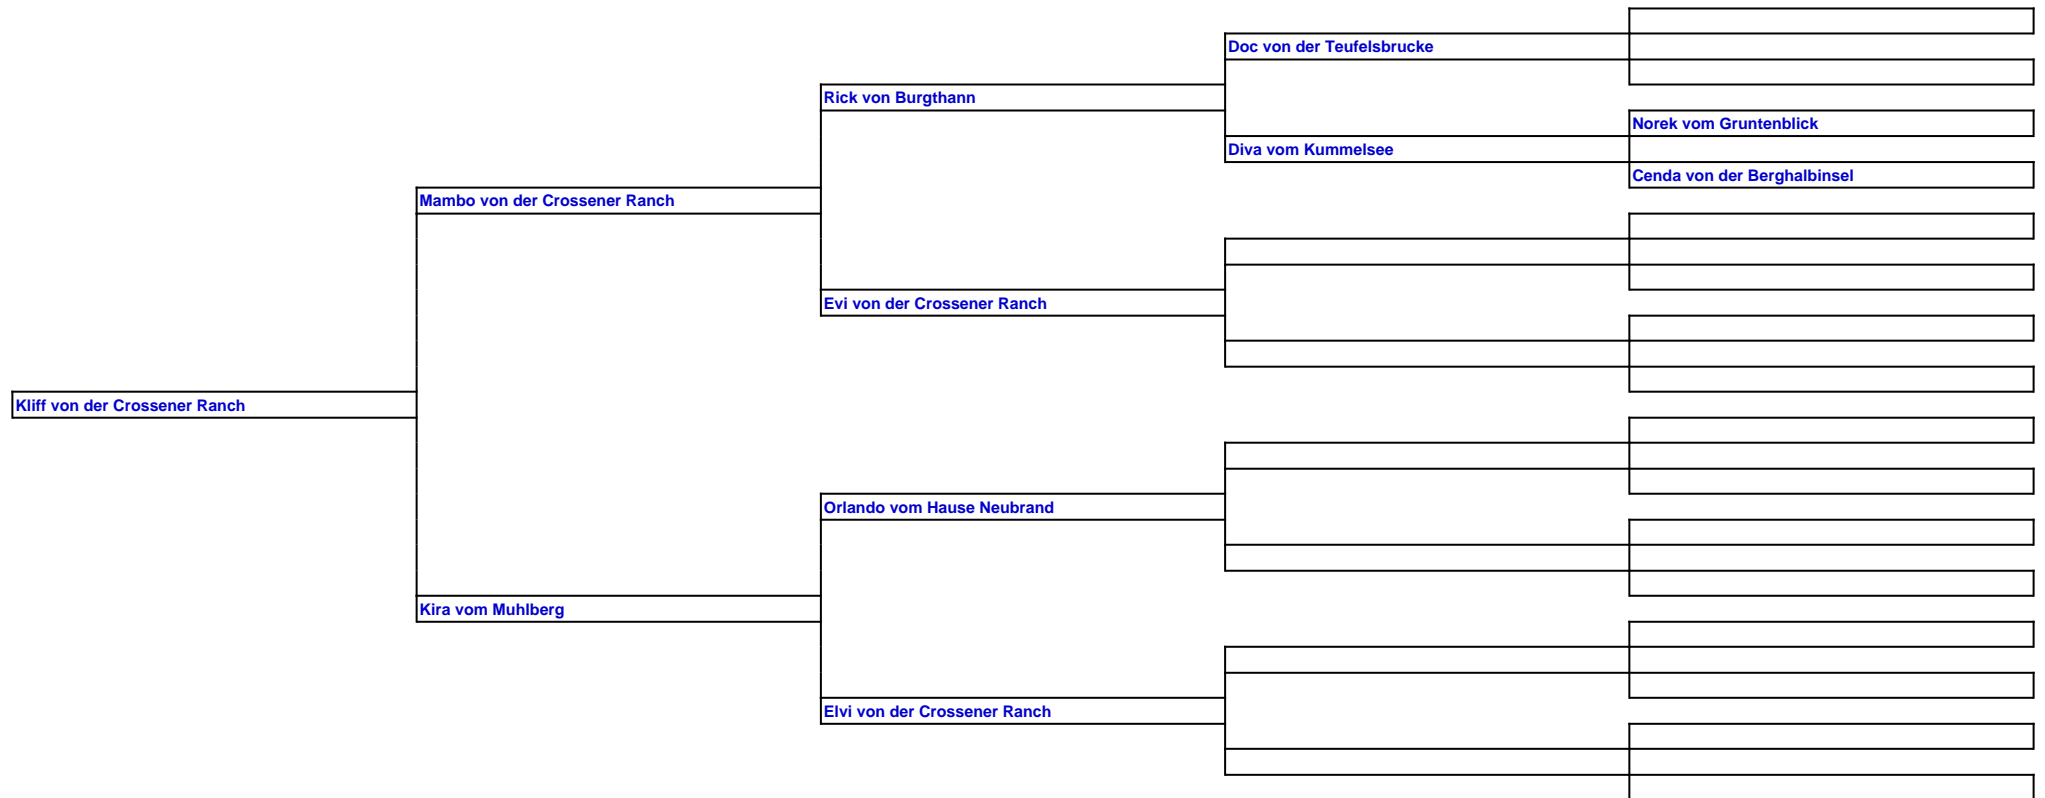 Doc von der Teufelsbrucke
Rick von Burgthann
Norek vom Gruntenblick
Diva vom Kummelsee
Cenda von der Berghalbinsel
Mambo von der Crossener Ranch
Evi von der Crossener Ranch
Kliff von der Crossener Ranch
Orlando vom Hause Neubrand
Kira vom Muhlberg
Elvi von der Crossener Ranch